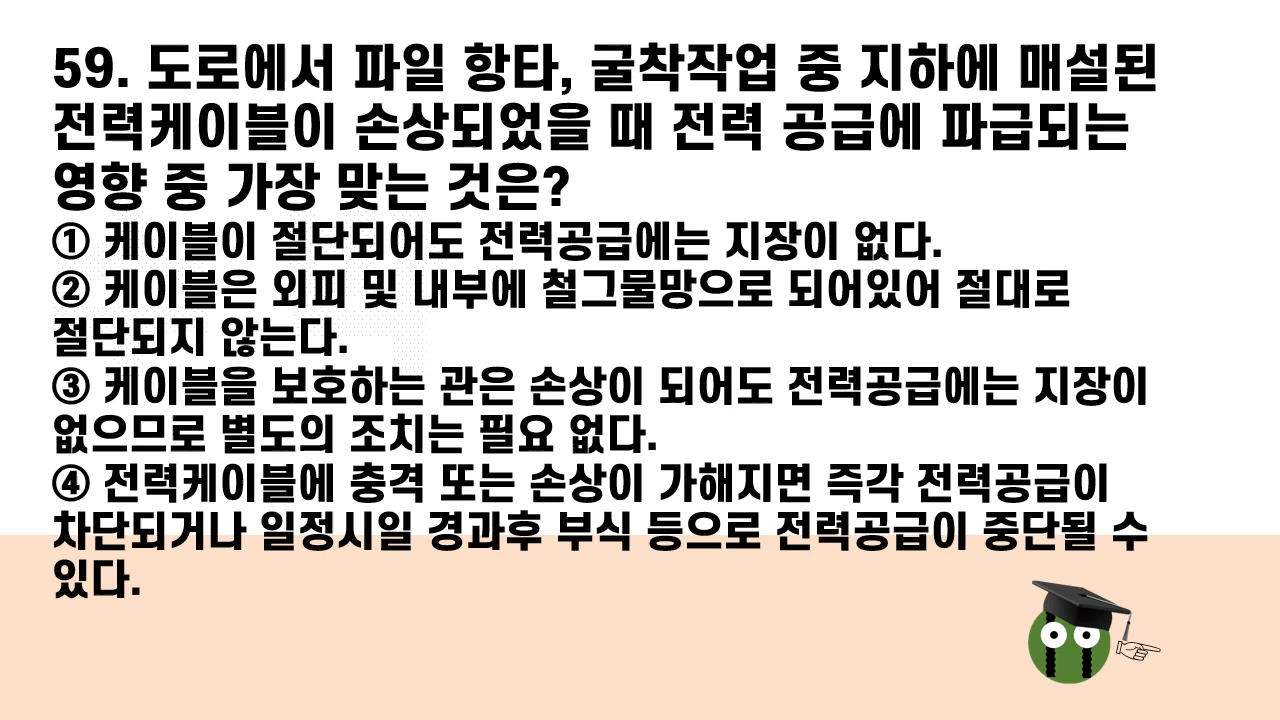 59. 도로에서 파일 항타, 굴착작업 중 지하에 매설된
전력케이블이 손상되었을 때 전력 공급에 파급되는
영향 중 가장 맞는 것은?
① 케이블이 절단되어도 전력공급에는 지장이 없다.
② 케이블은 외피 및 내부에 철그물망으로 되어있어 절대로
절단되지 않는다.
③ 케이블을 보호하는 관은 손상이 되어도 전력공급에는 지장이
없으므로 별도의 조치는 필요 없다.
④ 전력케이블에 충격 또는 손상이 가해지면 즉각 전력공급이
차단되거나 일정시일 경과후 부식 등으로 전력공급이 중단될 수
있다.